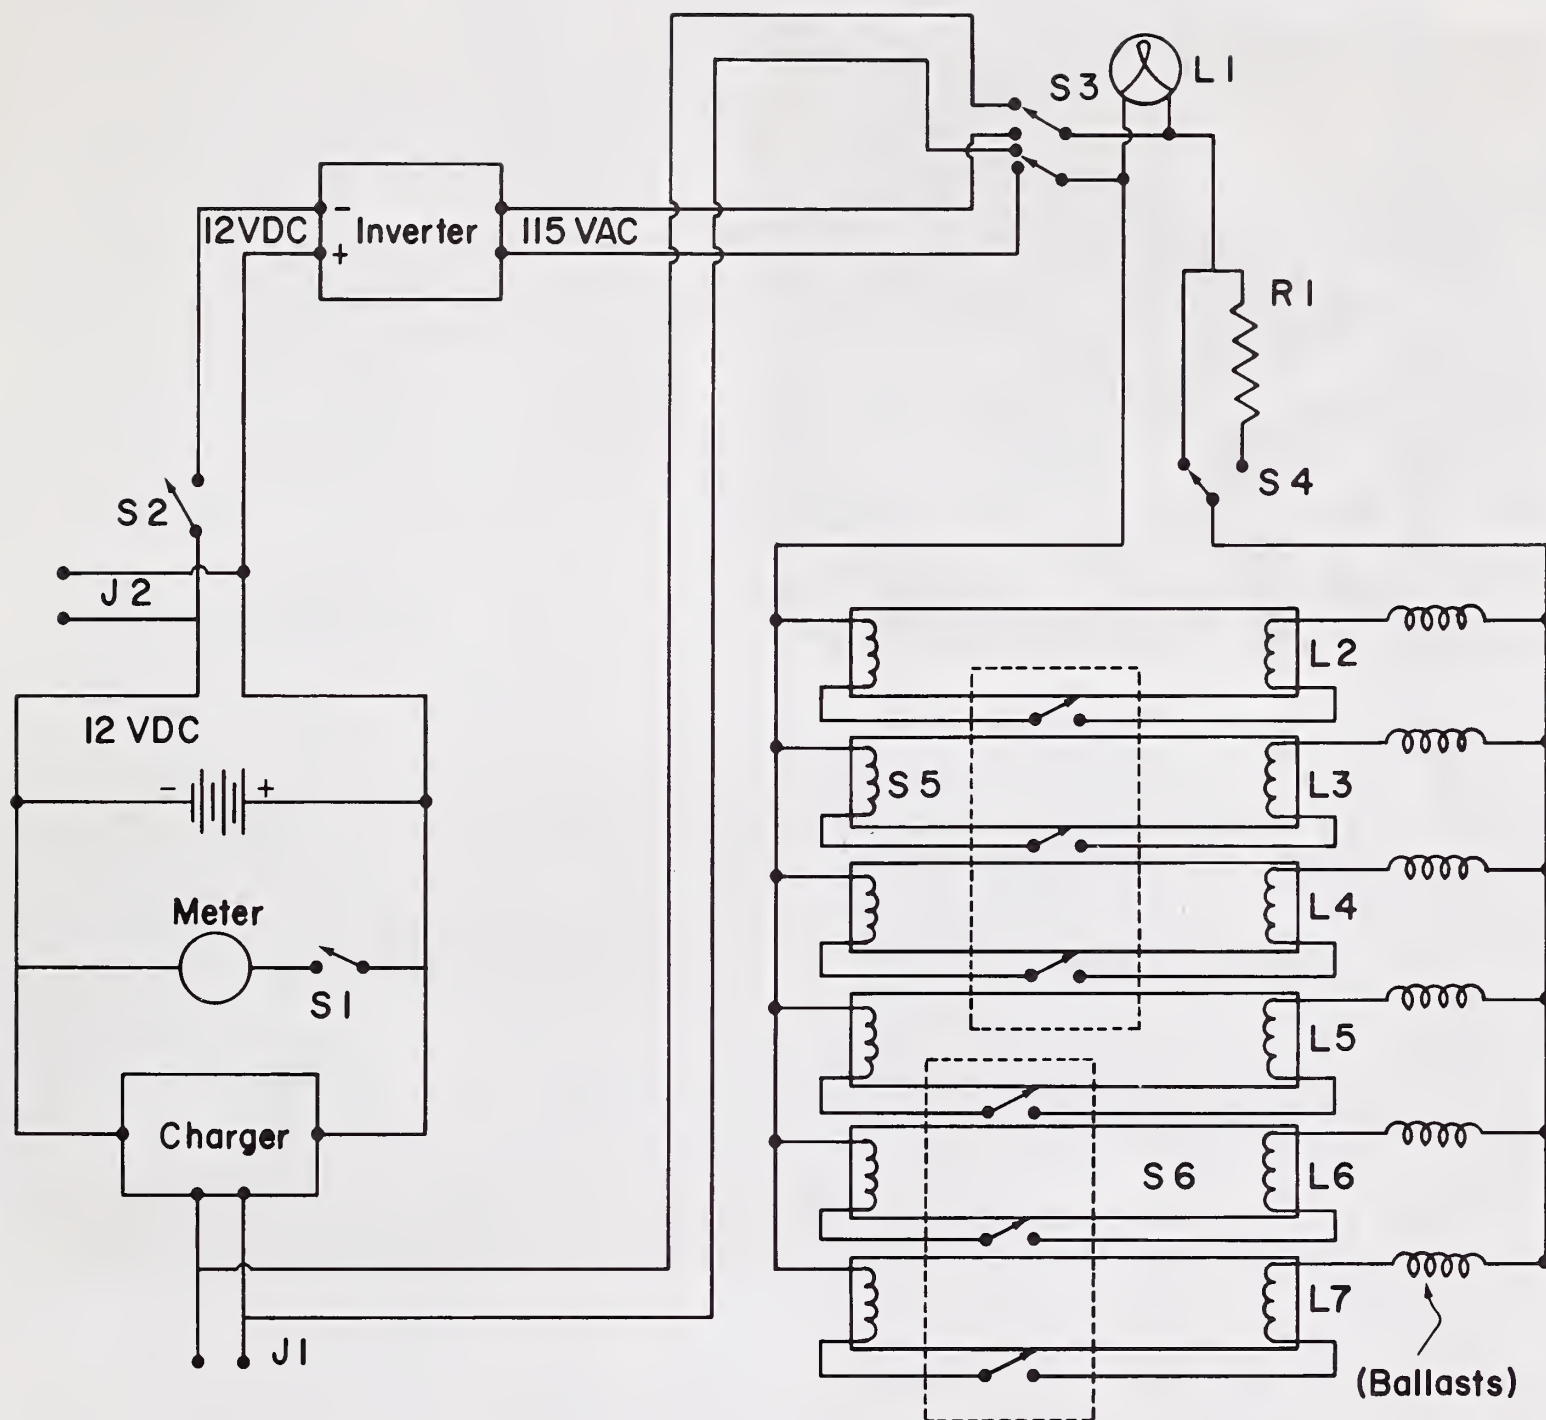 S3
L1
12VDC
-
+
Inverter
115 VAC
R1
S4
S2
J2
12 VDC
-
+
Meter
S1
Charger
J1
L2
S5
L3
L4
L5
S6
L6
L7
(Ballasts)